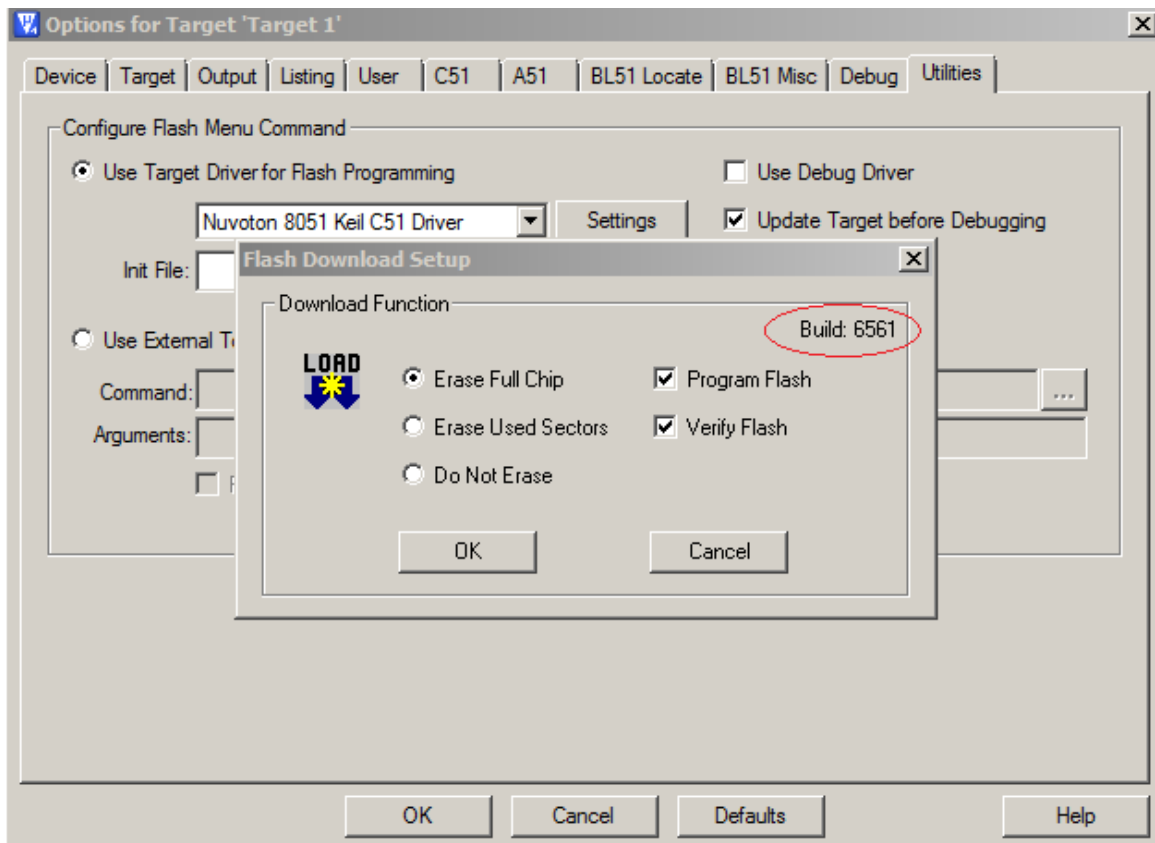 Options for Target 'Target 1'
Device Target Output Listing User C51 A51 BL51 Locate BL51 Misc Debug Utilities
Configure Flash Menu Command
Use Target Driver for Flash Programming Use Debug Driver
Nuvoton 8051 Keil C51 Driver Settings Update Target before Debugging
Init File:
Use External
Command: ...
Arguments:
Flash Download Setup
Download Function
Build: 6561
LOAD
Erase Full Chip Program Flash
Erase Used Sectors Verify Flash
Do Not Erase
OK Cancel
OK Cancel Defaults Help